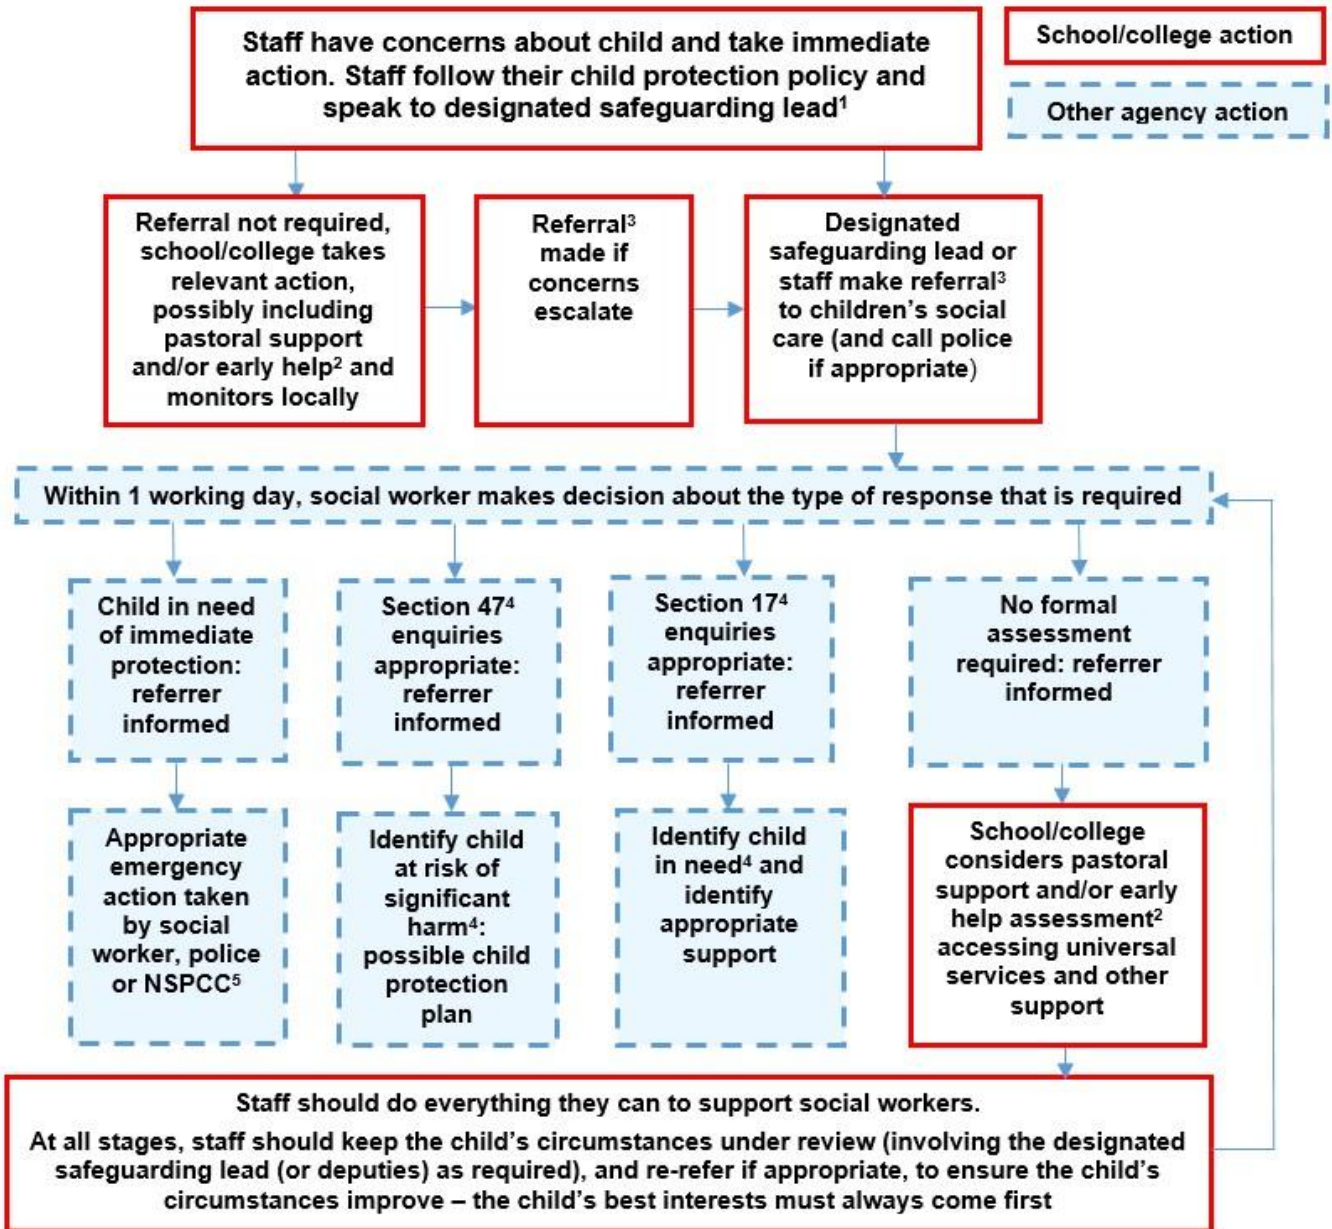 Staff have concerns about child and take immediate
action. Staff follow their child protection policy and
speak to designated safeguarding lead¹
School/college action
Other agency action
Referral not required,
school/college takes
relevant action,
possibly including
pastoral support
and/or early help² and
monitors locally
Referral³
made if
concerns
escalate
Designated
safeguarding lead or
staff make referral³
to children’s social
care (and call police
if appropriate)
Within 1 working day, social worker makes decision about the type of response that is required
Child in need
of immediate
protection:
referrer
informed
Section 47⁴
enquiries
appropriate:
referrer
informed
Section 17⁴
enquiries
appropriate:
referrer
informed
No formal
assessment
required: referrer
informed
Appropriate
emergency
action taken
by social
worker, police
or NSPCC⁵
Identify child
at risk of
significant
harm⁴:
possible child
protection
plan
Identify child
in need⁴ and
identify
appropriate
support
School/college
considers pastoral
support and/or early
help assessment²
accessing universal
services and other
support
Staff should do everything they can to support social workers.
At all stages, staff should keep the child’s circumstances under review (involving the designated
safeguarding lead (or deputies) as required), and re-refer if appropriate, to ensure the child’s
circumstances improve – the child’s best interests must always come first